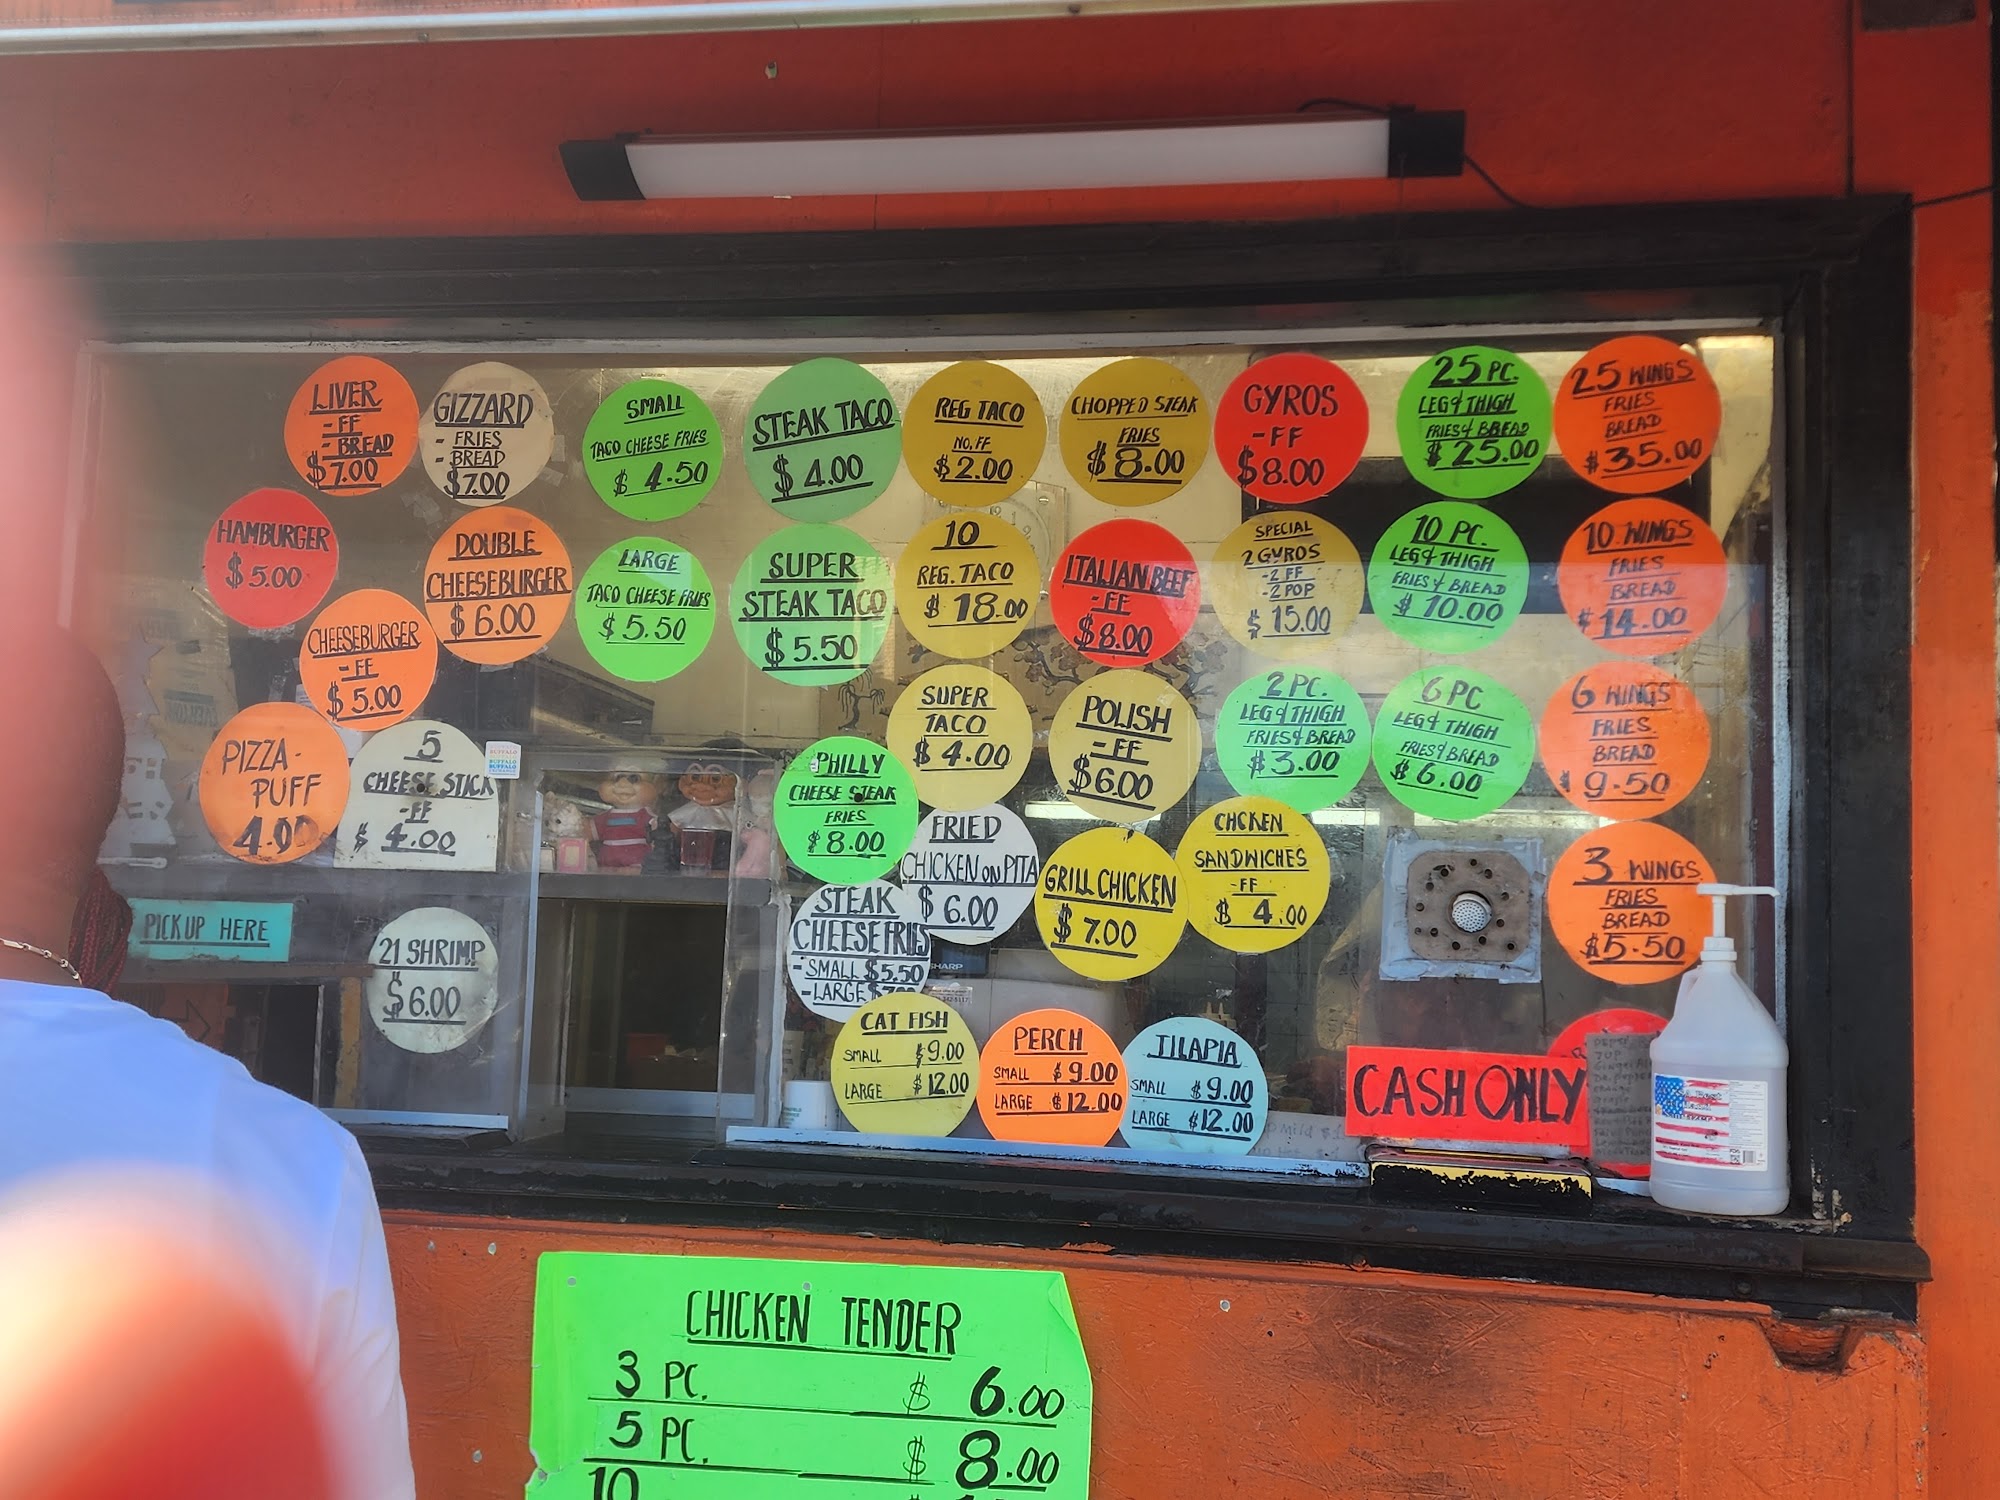 LIVER
-FF
-BREAD
$7.00
GIZZARD
- FRIES
- BREAD
$7.00
SMALL
TACO CHEESE FRIES
$4.50
STEAK TACO
$4.00
REG TACO
NO. FF
$2.00
CHOPPED STEAK
FRIES
$8.00
GYROS
-FF
$8.00
25 PC.
LEG & THIGH
FRIES & BREAD
$25.00
25 WINGS
FRIES
BREAD
$35.00
HAMBURGER
$5.00
DOUBLE
CHEESEBURGER
$6.00
LARGE
TACO CHEESE FRIES
$5.50
SUPER
STEAK TACO
$5.50
10
REG. TACO
$18.00
ITALIAN BEEF
-FF
$8.00
SPECIAL
2 GYROS
-2 FF
-2 POP
$15.00
10 PC.
LEG & THIGH
FRIES & BREAD
$10.00
10 WINGS
FRIES
BREAD
$14.00
CHEESEBURGER
-FF
$5.00
SUPER
TACO
$4.00
POLISH
-FF
$6.00
2 PC.
LEG & THIGH
FRIES & BREAD
$3.00
6 PC
LEG & THIGH
FRIES & BREAD
$6.00
6 WINGS
FRIES
BREAD
$9.50
PIZZA-
PUFF
4.00
5
CHEESE STICK
-FF
$4.00
PHILLY
CHEESE STEAK
FRIES
$8.00
FRIED
CHICKEN ON PITA
$6.00
GRILL CHICKEN
$7.00
CHCKEN
SANDWICHES
-FF
$4.00
3 WINGS
FRIES
BREAD
$5.50
PICKUP HERE
21 SHRIMP
$6.00
STEAK
CHEESE FRIES
-SMALL $5.50
-LARGE
SHARP
CAT FISH
SMALL $9.00
LARGE $12.00
PERCH
SMALL $9.00
LARGE $12.00
TILAPIA
SMALL $9.00
LARGE $12.00
CASH ONLY
CHICKEN TENDER
3 PC. $6.00
5 PC. $8.00
10